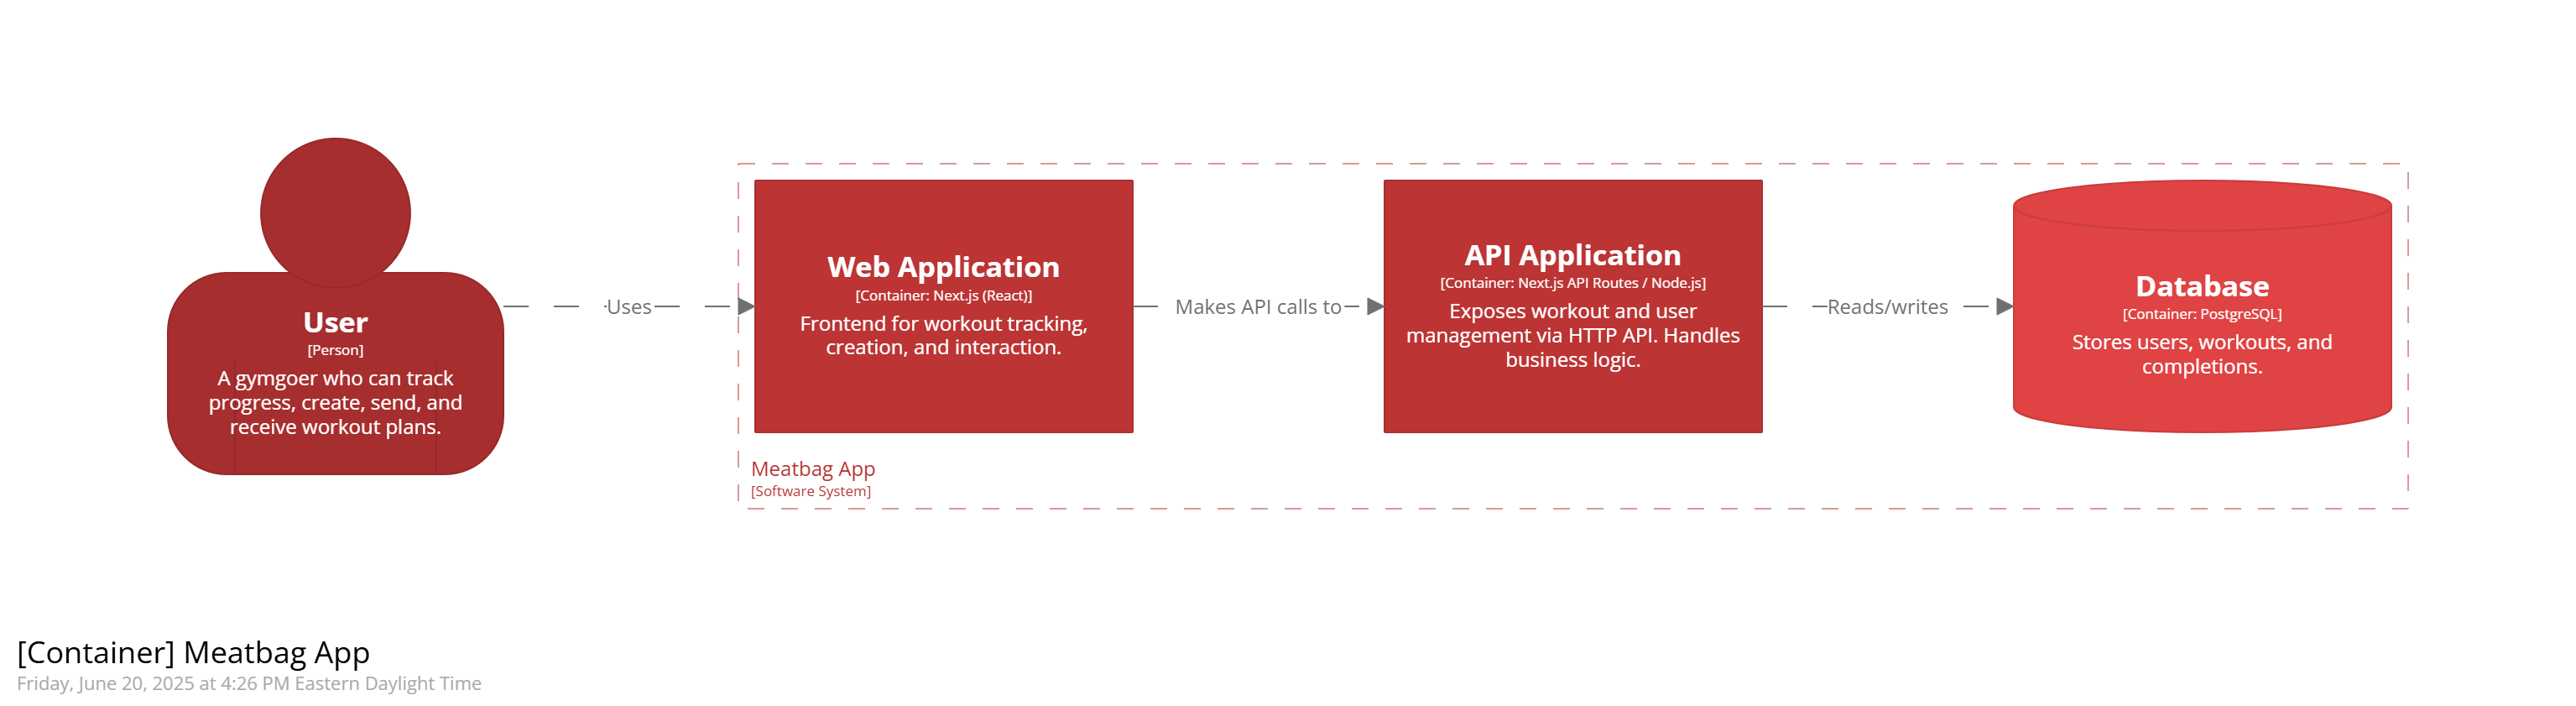 User
[Person]
A gymgoer who can track
progress, create, send, and
receive workout plans.
Uses
Web Application
[Container: Next.js (React)]
Frontend for workout tracking,
creation, and interaction.
Makes API calls to
API Application
[Container: Next.js API Routes / Node.js]
Exposes workout and user
management via HTTP API. Handles
business logic.
Reads/writes
Database
[Container: PostgreSQL]
Stores users, workouts, and
completions.
Meatbag App
[Software System]
[Container] Meatbag App
Friday, June 20, 2025 at 4:26 PM Eastern Daylight Time